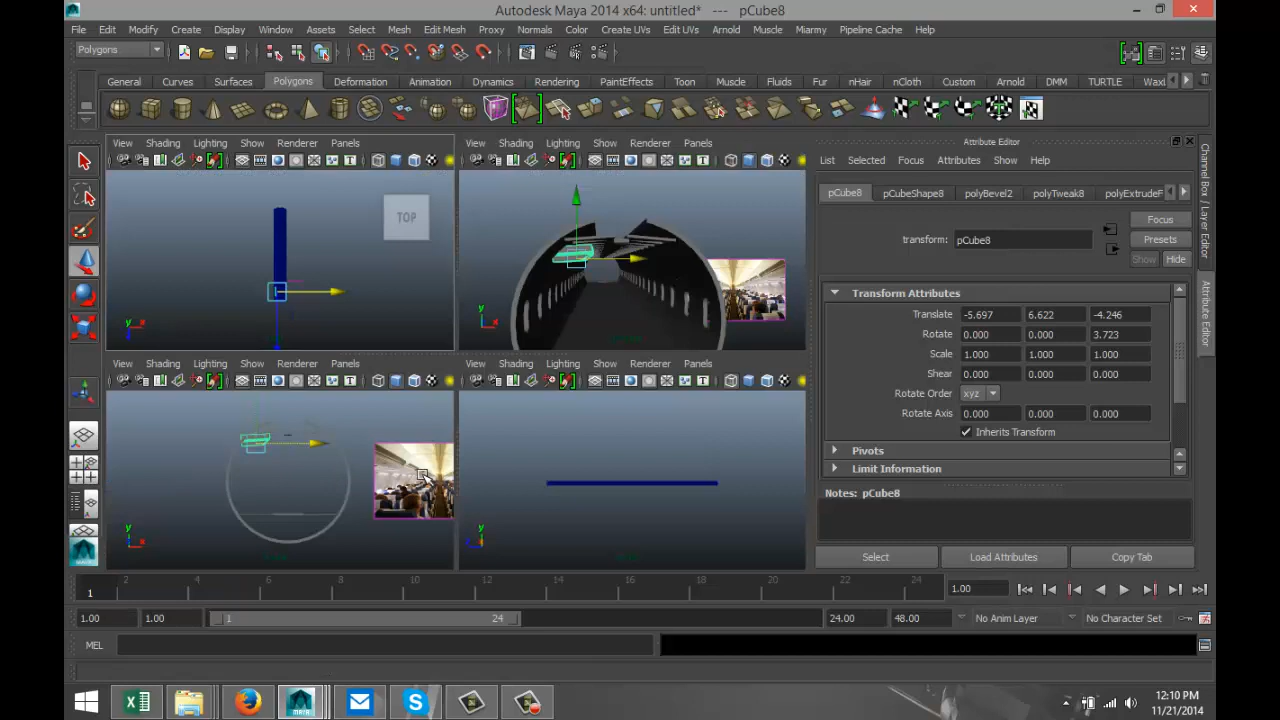 Autodesk Maya 2014 x64: untitled* --- pCube8
File Edit Modify Create Display Window Assets Select Mesh Edit Mesh Proxy Normals Color Create UVs Edit UVs Arnold Muscle Miarmy Pipeline Cache Help
Polygons
General Curves Surfaces Polygons Deformation Animation Dynamics Rendering PaintEffects Toon Muscle Fluids Fur nHair nCloth Custom Arnold DMM TURTLE Waxl
View Shading Lighting Show Renderer Panels
View Shading Lighting Show Renderer Panels
TOP
y
x
y
x
View Shading Lighting Show Renderer Panels
View Shading Lighting Show Renderer Panels
y
x
y
Attribute Editor
List Selected Focus Attributes Show Help
pCube8 pCubeShape8 polyBevel2 polyTweak8 polyExtrudeF
Focus
transform: pCube8
Presets
Show Hide
Transform Attributes
Translate -5.697 6.622 -4.246
Rotate 0.000 0.000 3.723
Scale 1.000 1.000 1.000
Shear 0.000 0.000 0.000
Rotate Order xyz
Rotate Axis 0.000 0.000 0.000
Inherits Transform
Pivots
Limit Information
Notes: pCube8
Select Load Attributes Copy Tab
Channel Box / Layer Editor
Attribute Editor
2 4 6 8 10 12 14 16 18 20 22 24
1
1.00
1.00 1.00 1 24 24.00 48.00 No Anim Layer No Character Set
MEL
12:10 PM
11/21/2014